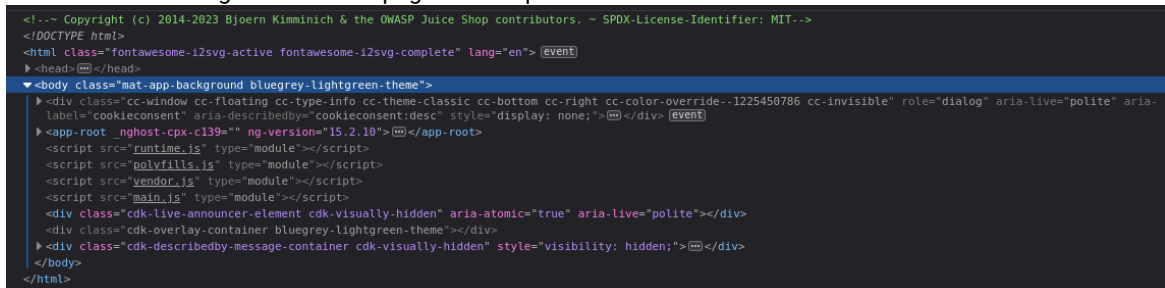 <!--~ Copyright (c) 2014-2023 Bjoern Kimminich & the OWASP Juice Shop contributors. ~ SPDX-License-Identifier: MIT-->
<!DOCTYPE html>
<html class="fontawesome-i2svg-active fontawesome-i2svg-complete" lang="en"> event
<head> ... </head>
<body class="mat-app-background bluegrey-lightgreen-theme">
<div class="cc-window cc-floating cc-type-info cc-theme-classic cc-bottom cc-right cc-color-override--1225450786 cc-invisible" role="dialog" aria-live="polite" aria-
label="cookieconsent" aria-describedby="cookieconsent:desc" style="display: none;"> ... </div> event
<app-root _nghost-cpx-c139="" ng-version="15.2.10"> ... </app-root>
<script src="runtime.js" type="module"></script>
<script src="polyfills.js" type="module"></script>
<script src="vendor.js" type="module"></script>
<script src="main.js" type="module"></script>
<div class="cdk-live-announcer-element cdk-visually-hidden" aria-atomic="true" aria-live="polite"></div>
<div class="cdk-overlay-container bluegrey-lightgreen-theme"></div>
<div class="cdk-describedby-message-container cdk-visually-hidden" style="visibility: hidden;"> ... </div>
</body>
</html>